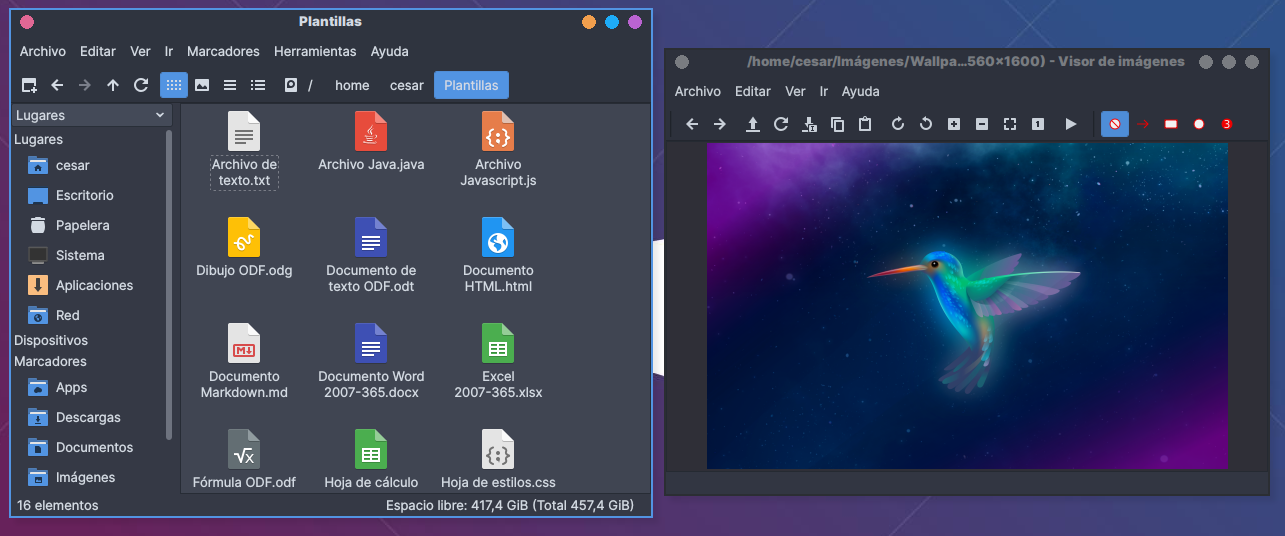 Plantillas
Archivo Editar Ver Ir Marcadores Herramientas Ayuda
/ home cesar Plantillas
Lugares
Lugares
cesar
Escritorio
Papelera
Sistema
Aplicaciones
Red
Dispositivos
Marcadores
Apps
Descargas
Documentos
Imágenes
Archivo de
texto.txt
Archivo Java.java
Archivo
Javascript.js
Dibujo ODF.odg
Documento de
texto ODF.odt
Documento
HTML.html
M
Documento
Markdown.md
Documento Word
2007-365.docx
Excel
2007-365.xlsx
√x
Fórmula ODF.odf
Hoja de cálculo
{:}
Hoja de estilos.css
16 elementos
Espacio libre: 417,4 GiB (Total 457,4 GiB)
/home/cesar/Imágenes/Wallpa...560×1600) - Visor de imágenes
Archivo Editar Ver Ir Ayuda
1
3